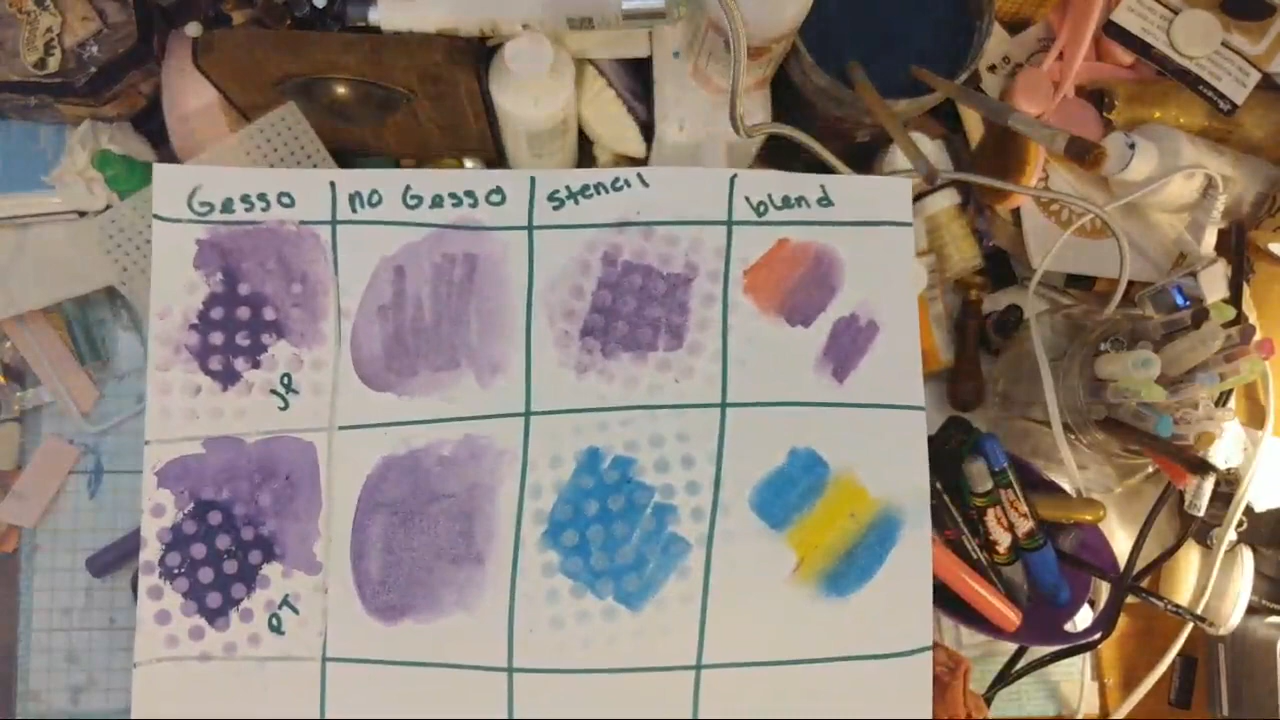 Gesso
no Gesso
stencil
blend
JP
PT